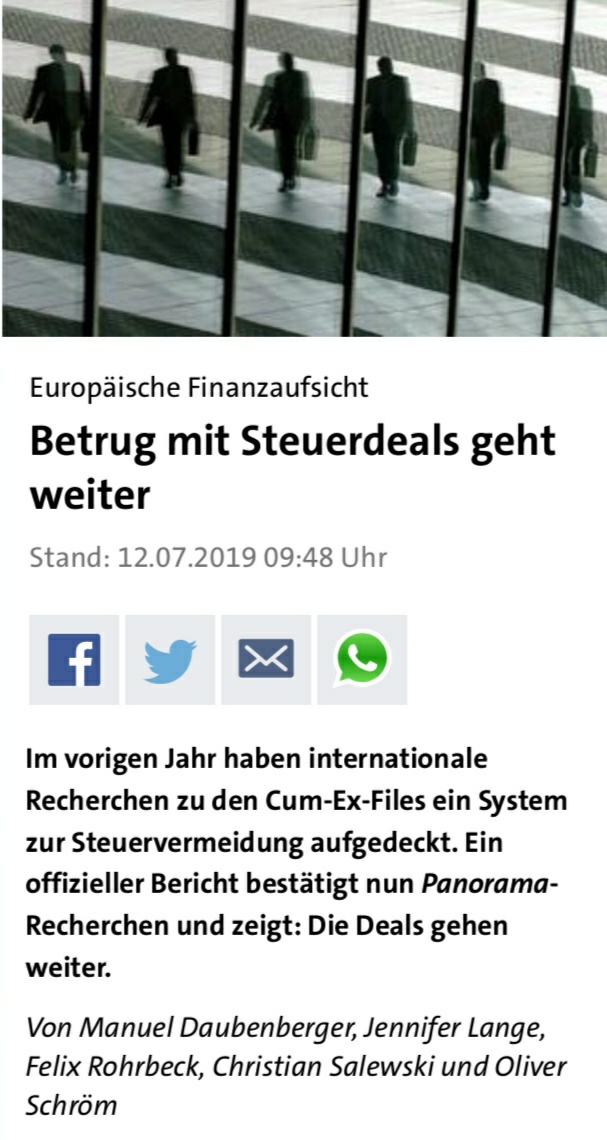 Europäische Finanzaufsicht
Betrug mit Steuerdeals geht
weiter
Stand: 12.07.2019 09:48 Uhr
Im vorigen Jahr haben internationale
Recherchen zu den Cum-Ex-Files ein System
zur Steuervermeidung aufgedeckt. Ein
offizieller Bericht bestätigt nun Panorama-
Recherchen und zeigt: Die Deals gehen
weiter.
Von Manuel Daubenberger, Jennifer Lange,
Felix Rohrbeck, Christian Salewski und Oliver
Schröm